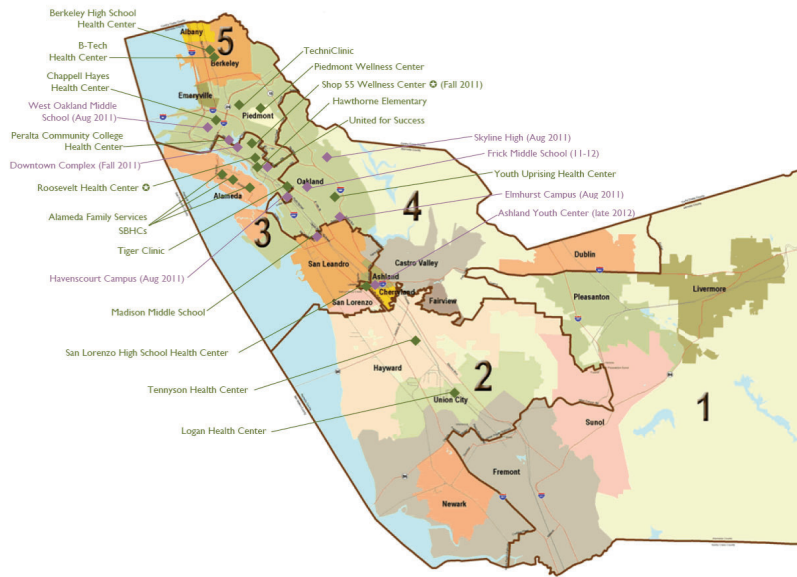 Berkeley High School
Health Center
B-Tech
Health Center
Chappell Hayes
Health Center
West Oakland Middle
School (Aug 2011)
Peralta Community College
Health Center
Downtown Complex (Fall 2011)
Roosevelt Health Center ✪
Alameda Family Services
SBHCs
Tiger Clinic
Havenscourt Campus (Aug 2011)
Madison Middle School
San Lorenzo High School Health Center
Tennyson Health Center
Logan Health Center
TechniClinic
Piedmont Wellness Center
Shop 55 Wellness Center ✪ (Fall 2011)
Hawthorne Elementary
United for Success
Skyline High (Aug 2011)
Frick Middle School (11-12)
Youth Uprising Health Center
Elmhurst Campus (Aug 2011)
Ashland Youth Center (late 2012)
Albany
5
Berkeley
Emeryville
Piedmont
Oakland
Alameda
3
4
San Leandro
Castro Valley
Ashland
Cherryland
San Lorenzo
Fairview
Dublin
Livermore
Pleasanton
Hayward
2
Union City
1
Sunol
Fremont
Newark